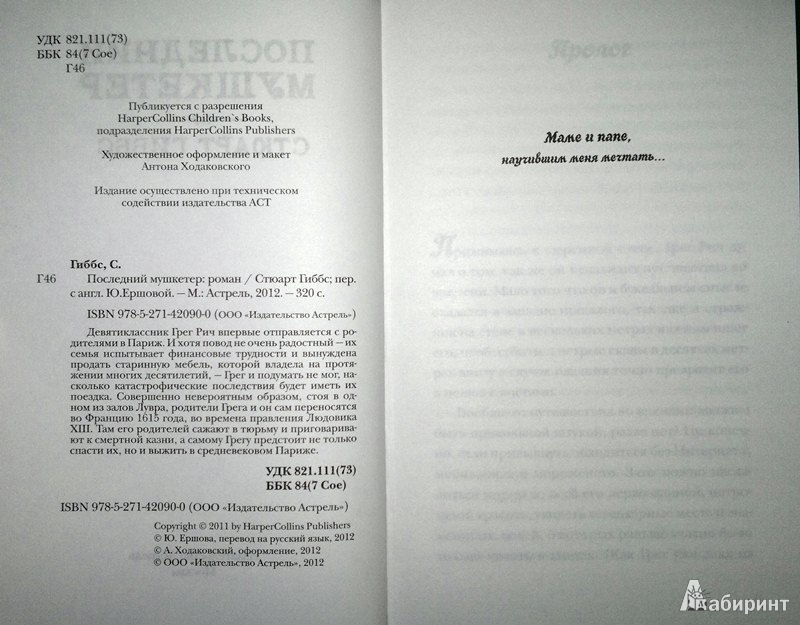 УДК 821.111(73)
ББК 84(7 Сое)
Г46
Публикуется с разрешения
HarperCollins Children`s Books,
подразделения HarperCollins Publishers
Художественное оформление и макет
Антона Ходаковского
Издание осуществлено при техническом
содействии издательства АСТ
Гиббс, С.
Г46 Последний мушкетер: роман / Стюарт Гиббс; пер.
с англ. Ю.Ершовой. — М.: Астрель, 2012. — 320 с.
ISBN 978-5-271-42090-0 (ООО «Издательство Астрель»)
Девятиклассник Грег Рич впервые отправляется с ро-
дителями в Париж. И хотя повод не очень радостный – их
семья испытывает финансовые трудности и вынуждена
продать старинную мебель, которой владела на протя-
жении многих десятилетий, – Грег и подумать не мог, на-
сколько катастрофические последствия будет иметь их
поездка. Совершенно невероятным образом, стоя в од-
ном из залов Лувра, родители Грега и он сам переносятся
во Францию 1615 года, во времена правления Людовика
XIII. Там его родителей сажают в тюрьму и приговарива-
ют к смертной казни, а самому Грегу предстоит не только
спасти их, но и выжить в средневековом Париже.
УДК 821.111(73)
ББК 84(7 Сое)
ISBN 978-5-271-42090-0 (ООО «Издательство Астрель»)
Copyright © 2011 by HarperCollins Publishers
© Ю. Ершова, перевод на русский язык, 2012
© А. Ходаковский, оформление, 2012
© ООО «Издательство Астрель», 2012
Маме и папе,
научившим меня мечтать...
Лабиринт